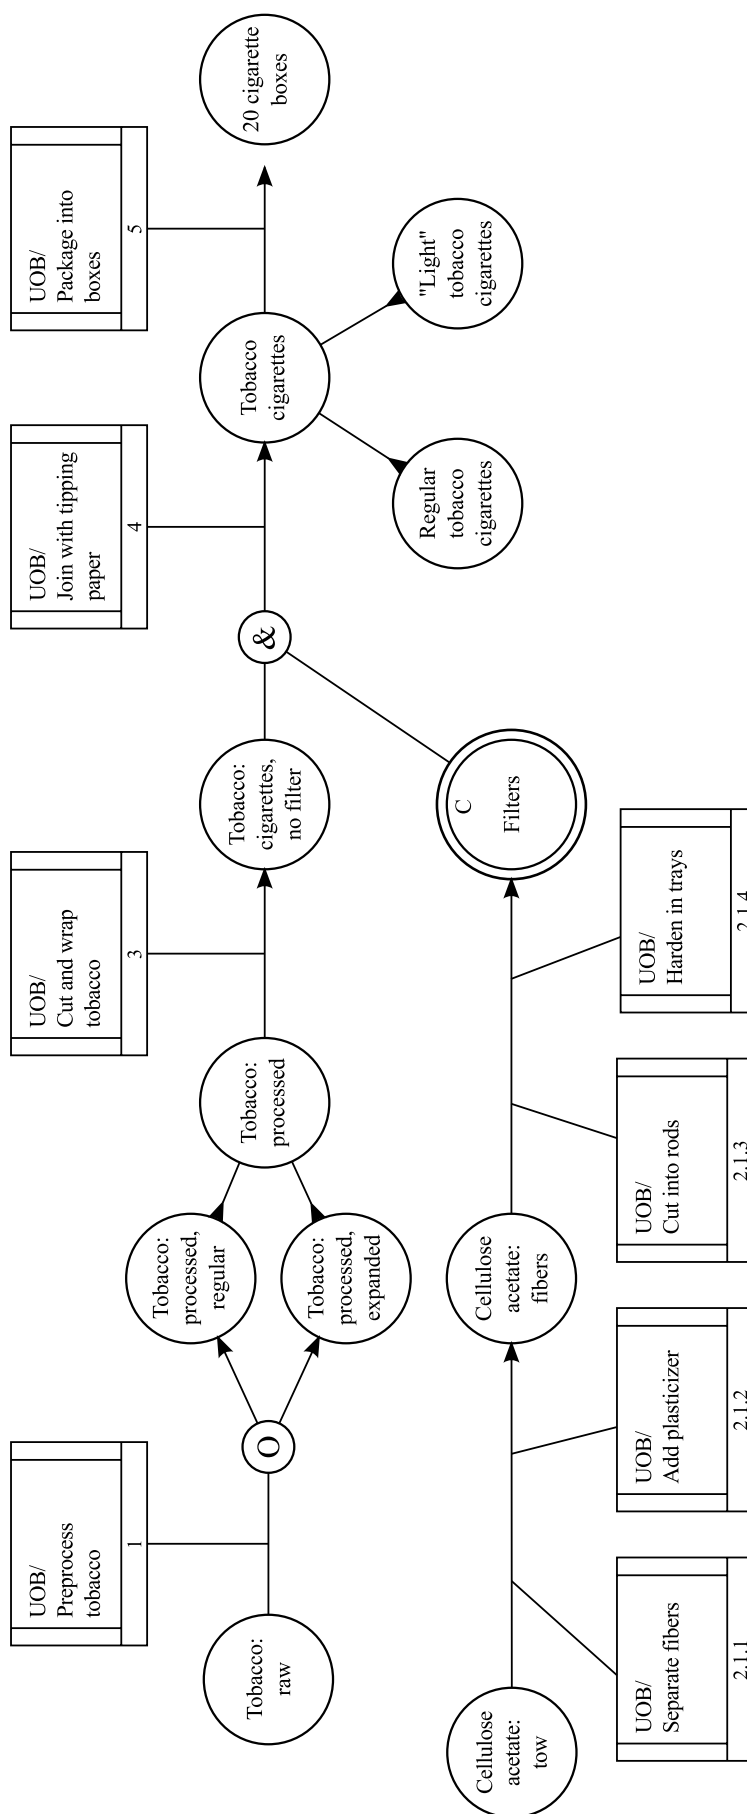 UOB/
Preprocess
tobacco
1
UOB/
Cut and wrap
tobacco
3
UOB/
Join with tipping
paper
4
UOB/
Package into
boxes
5
Tobacco:
raw
O
Tobacco:
processed,
regular
Tobacco:
processed,
expanded
Tobacco:
processed
Tobacco:
cigarettes,
no filter
&
Tobacco
cigarettes
20 cigarette
boxes
Regular
tobacco
cigarettes
"Light"
tobacco
cigarettes
Cellulose
acetate:
tow
Cellulose
acetate:
fibers
C
Filters
UOB/
Separate fibers
2.1.1
UOB/
Add plasticizer
2.1.2
UOB/
Cut into rods
2.1.3
UOB/
Harden in trays
2.1.4